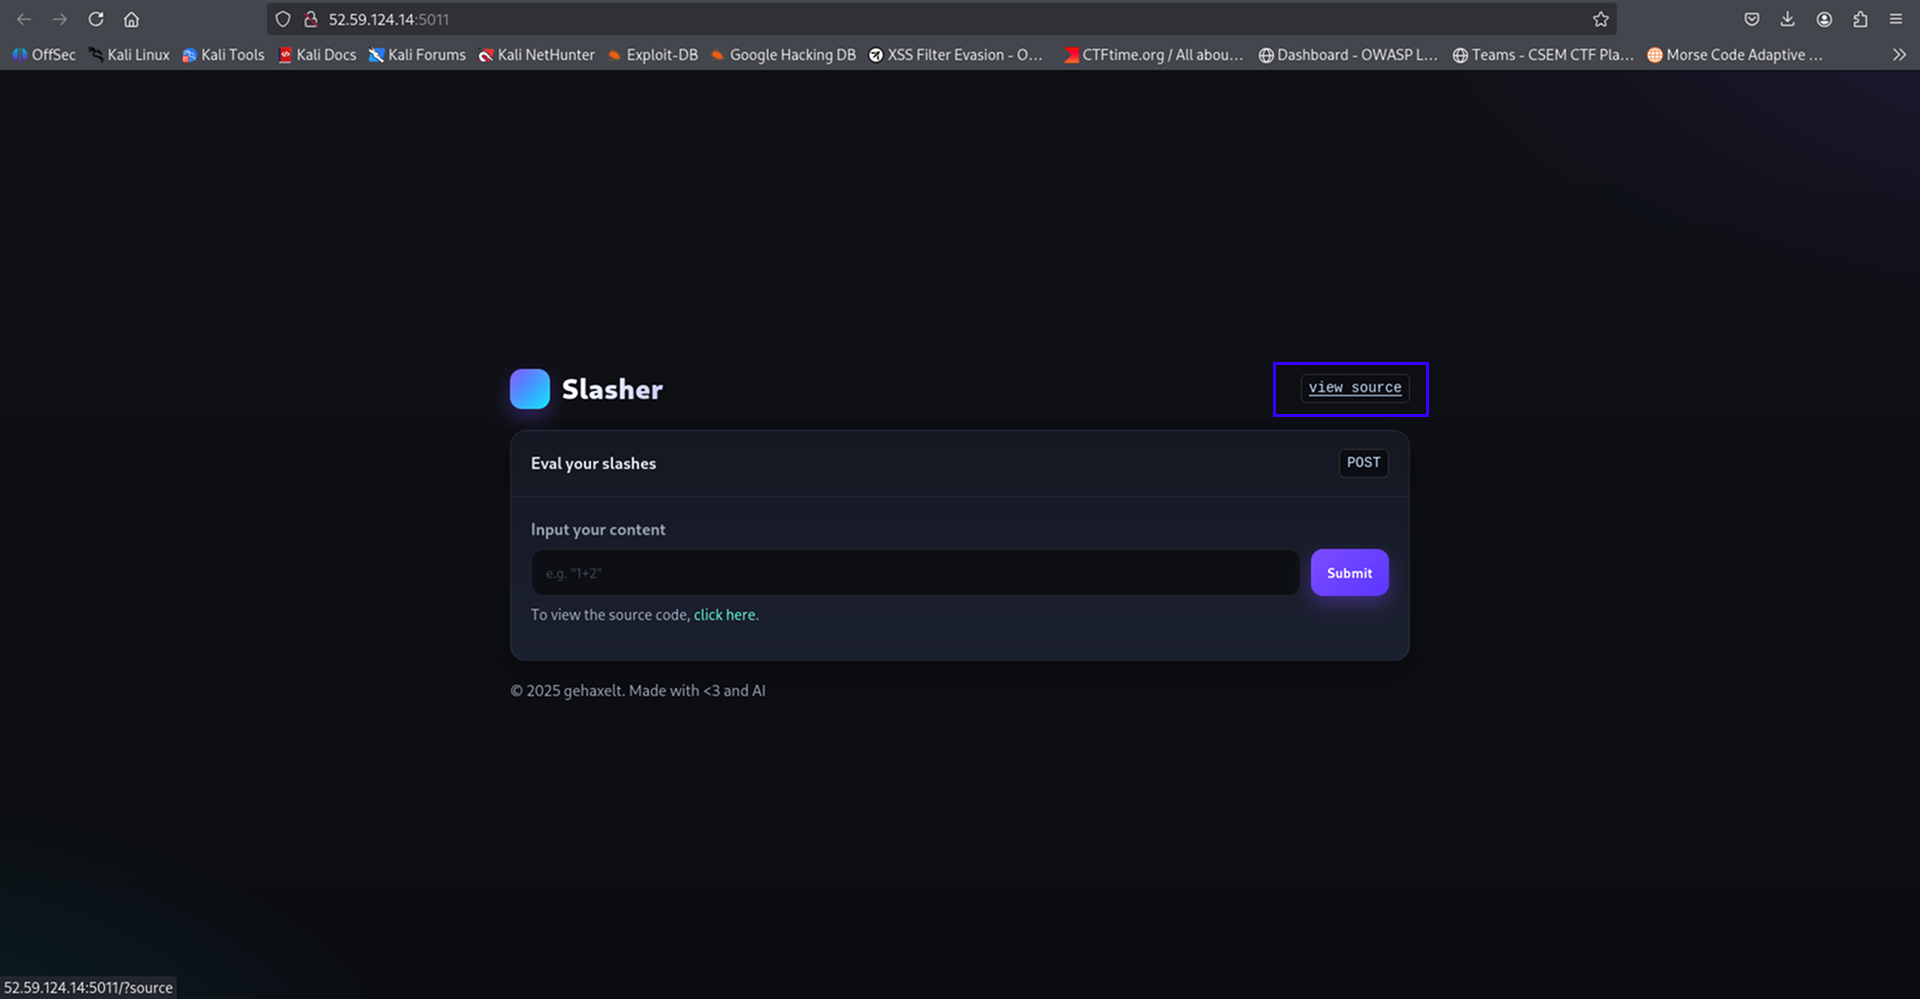 52.59.124.14:5011
OffSec Kali Linux Kali Tools Kali Docs Kali Forums Kali NetHunter Exploit-DB Google Hacking DB XSS Filter Evasion - O… CTFtime.org / All abou… Dashboard - OWASP L… Teams - CSEM CTF Pla… Morse Code Adaptive …
Slasher view source
Eval your slashes POST
Input your content
e.g. "1+2" Submit
To view the source code, click here.
© 2025 gehaxelt. Made with <3 and AI
52.59.124.14:5011/?source